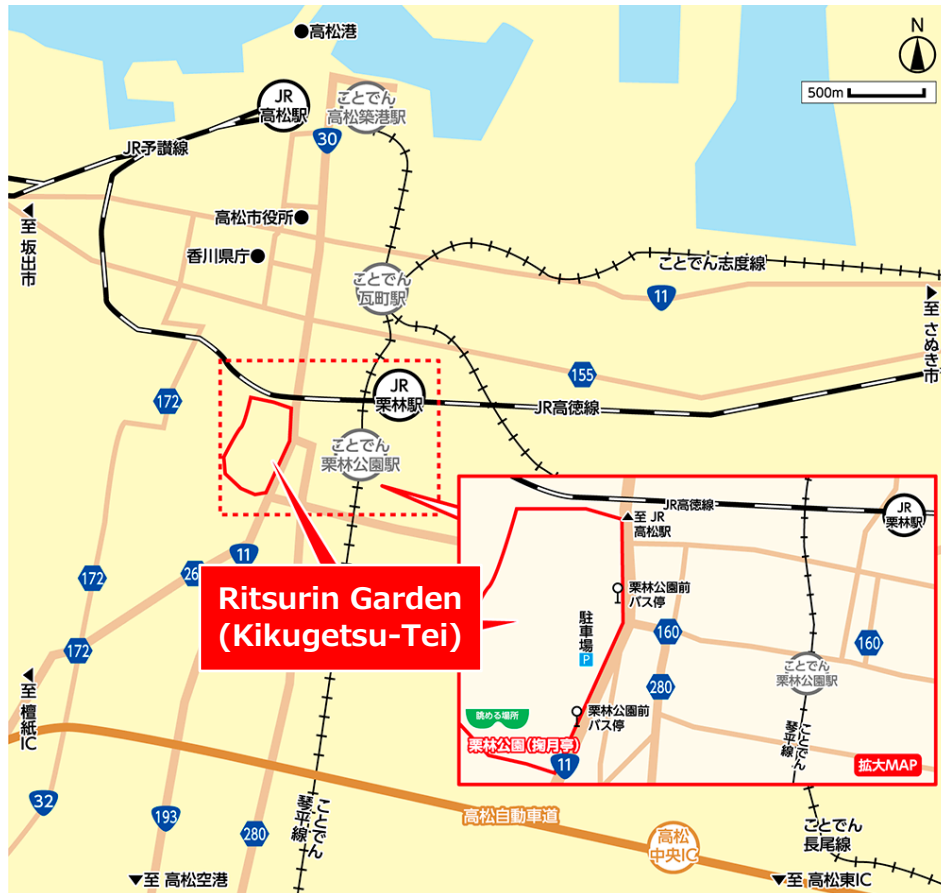 高松港
N
500m
JR
高松駅
ことでん
高松築港駅
30
JR予讃線
高松市役所
至 坂出市
香川県庁
ことでん志度線
ことでん
瓦町駅
11
至 さぬき市
155
172
JR
栗林駅
JR高徳線
ことでん
栗林公園駅
11
172
26
172
Ritsurin Garden
(Kikugetsu-Tei)
至 檀紙IC
JR高徳線
JR
栗林駅
至 JR
高松駅
栗林公園前
バス停
駐車場
P
160
160
ことでん
栗林公園駅
280
眺める場所
栗林公園前
バス停
栗林公園(掬月亭)
11
ことでん
琴平線
拡大MAP
32
193
280
ことでん
琴平線
高松自動車道
高松
中央IC
ことでん
長尾線
至 高松空港
至 高松東IC